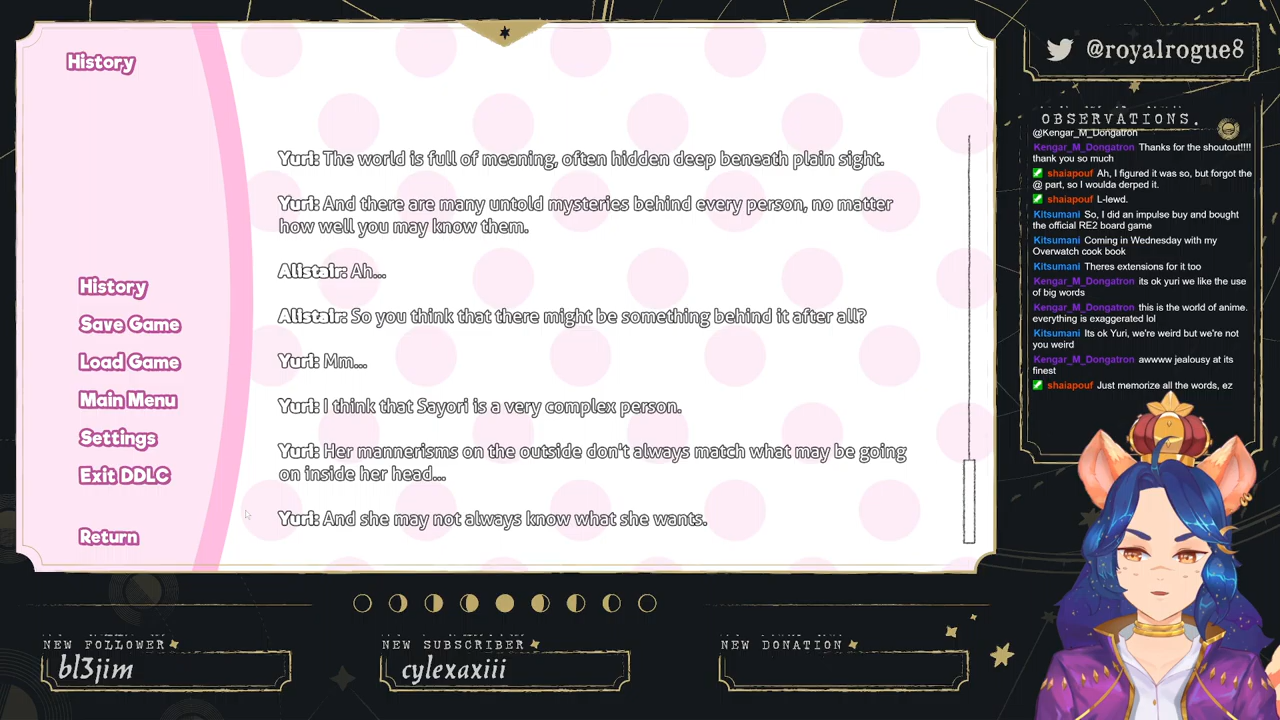 History
Yuri: The world is full of meaning, often hidden deep beneath plain sight.
Yuri: And there are many untold mysteries behind every person, no matter
how well you may know them.
Allstair: Ah...
Allstair: So you think that there might be something behind it after all?
Yuri: Mm...
Yuri: I think that Sayori is a very complex person.
Yuri: Her mannerisms on the outside don't always match what may be going
on inside her head...
Yuri: And she may not always know what she wants.
History
Save Game
Load Game
Main Menu
Settings
Exit DDLC
Return
@royalrogue8
OBSERVATIONS.
@Kengar_M_Dongatron
Kengar_M_Dongatron Thanks for the shoutout!!!!
thank you so much
shaiapouf Ah, I figured it was so, but forgot the
@ part, so I woulda derped it.
shaiapouf L-lewd.
Kitsumani So, I did an impulse buy and bought
the official RE2 board game
Kitsumani Coming in Wednesday with my
Overwatch cook book
Kitsumani Theres extensions for it too
Kengar_M_Dongatron its ok yuri we like the use
of big words
Kengar_M_Dongatron this is the world of anime.
everything is exaggerated lol
Kitsumani Its ok Yuri, we're weird but we're not
you weird
Kengar_M_Dongatron awwww jealousy at its
finest
shaiapouf Just memorize all the words, ez
NEW FOLLOWER
bl3jim
NEW SUBSCRIBER
cylexaxiii
NEW DONATION